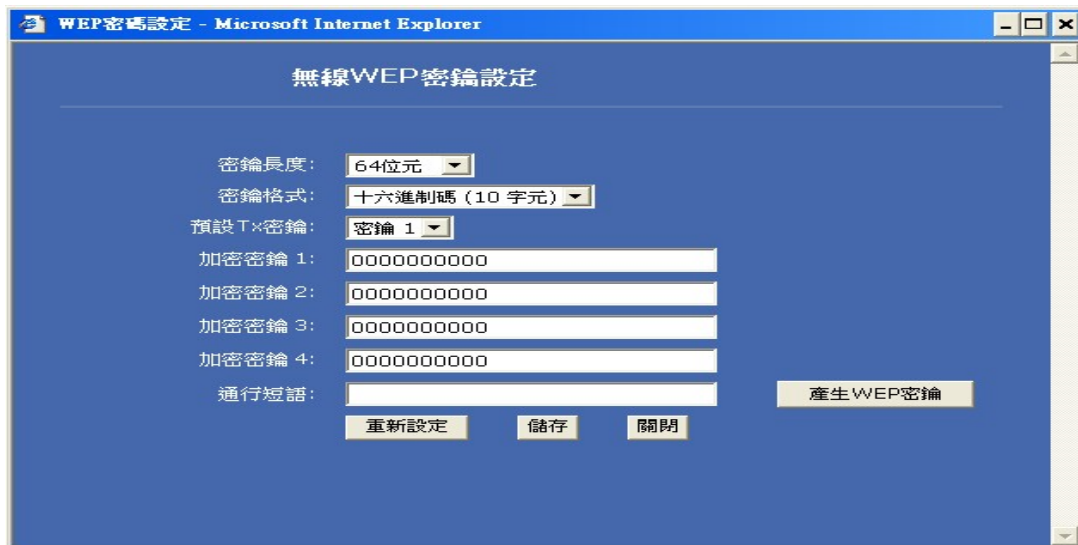 WEP密碼設定 - Microsoft Internet Explorer
無線WEP密鑰設定
密鑰長度: 64位元
密鑰格式: 十六進制碼 (10 字元)
預設Tx密鑰: 密鑰 1
加密密鑰 1: 0000000000
加密密鑰 2: 0000000000
加密密鑰 3: 0000000000
加密密鑰 4: 0000000000
通行短語: 產生WEP密鑰
重新設定 儲存 關閉